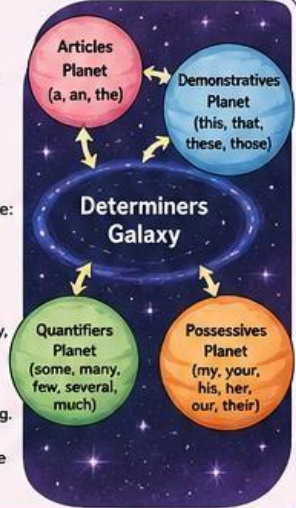 Articles
Planet
(a, an, the)
Demonstratives
Planet
(this, that,
these, those)
e:
Determiners
Galaxy
y,
Quantifiers
Planet
(some, many,
few, several,
much)
g.
e
Possessives
Planet
(my, your,
his, her,
our, their)